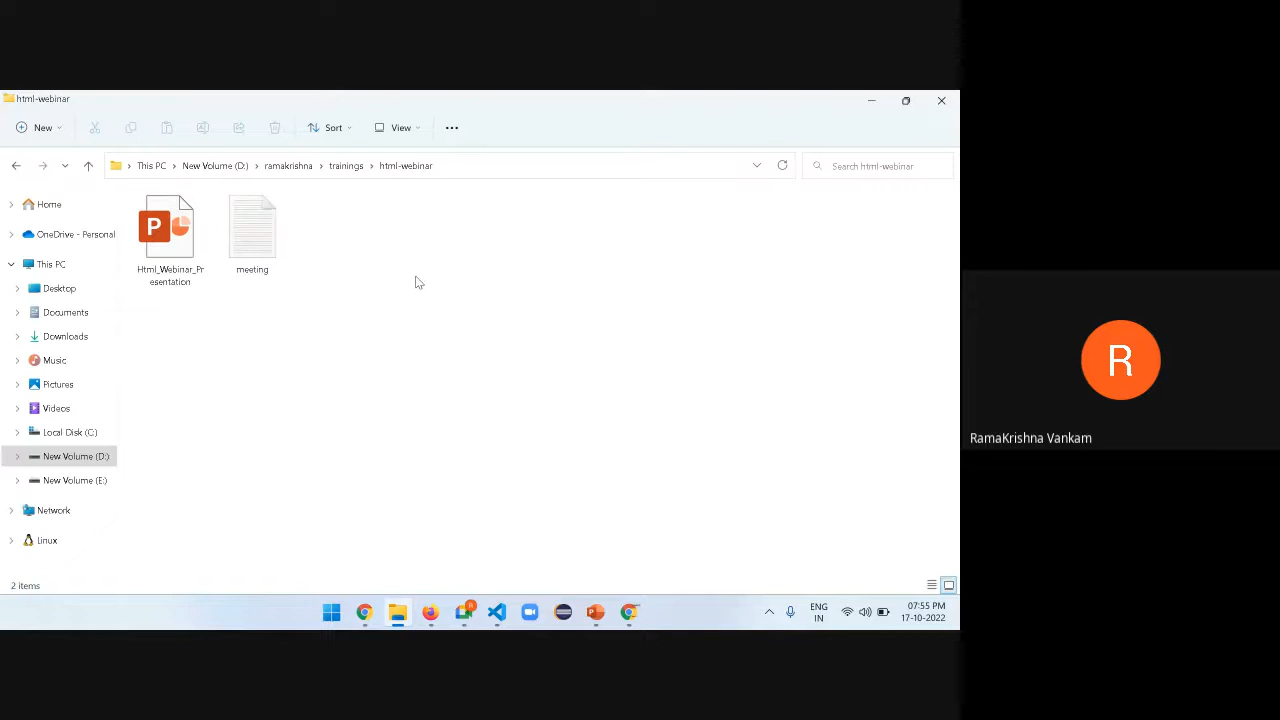 html-webinar
New
Sort
View
This PC
New Volume (D:)
ramakrishna
trainings
html-webinar
Search html-webinar
Home
OneDrive - Personal
This PC
Desktop
Documents
Downloads
Music
Pictures
Videos
Local Disk (C:)
New Volume (D:)
New Volume (E:)
Network
Linux
P
Html_Webinar_Pr
esentation
meeting
2 items
R
ENG
IN
07:55 PM
17-10-2022
R
RamaKrishna Vankam